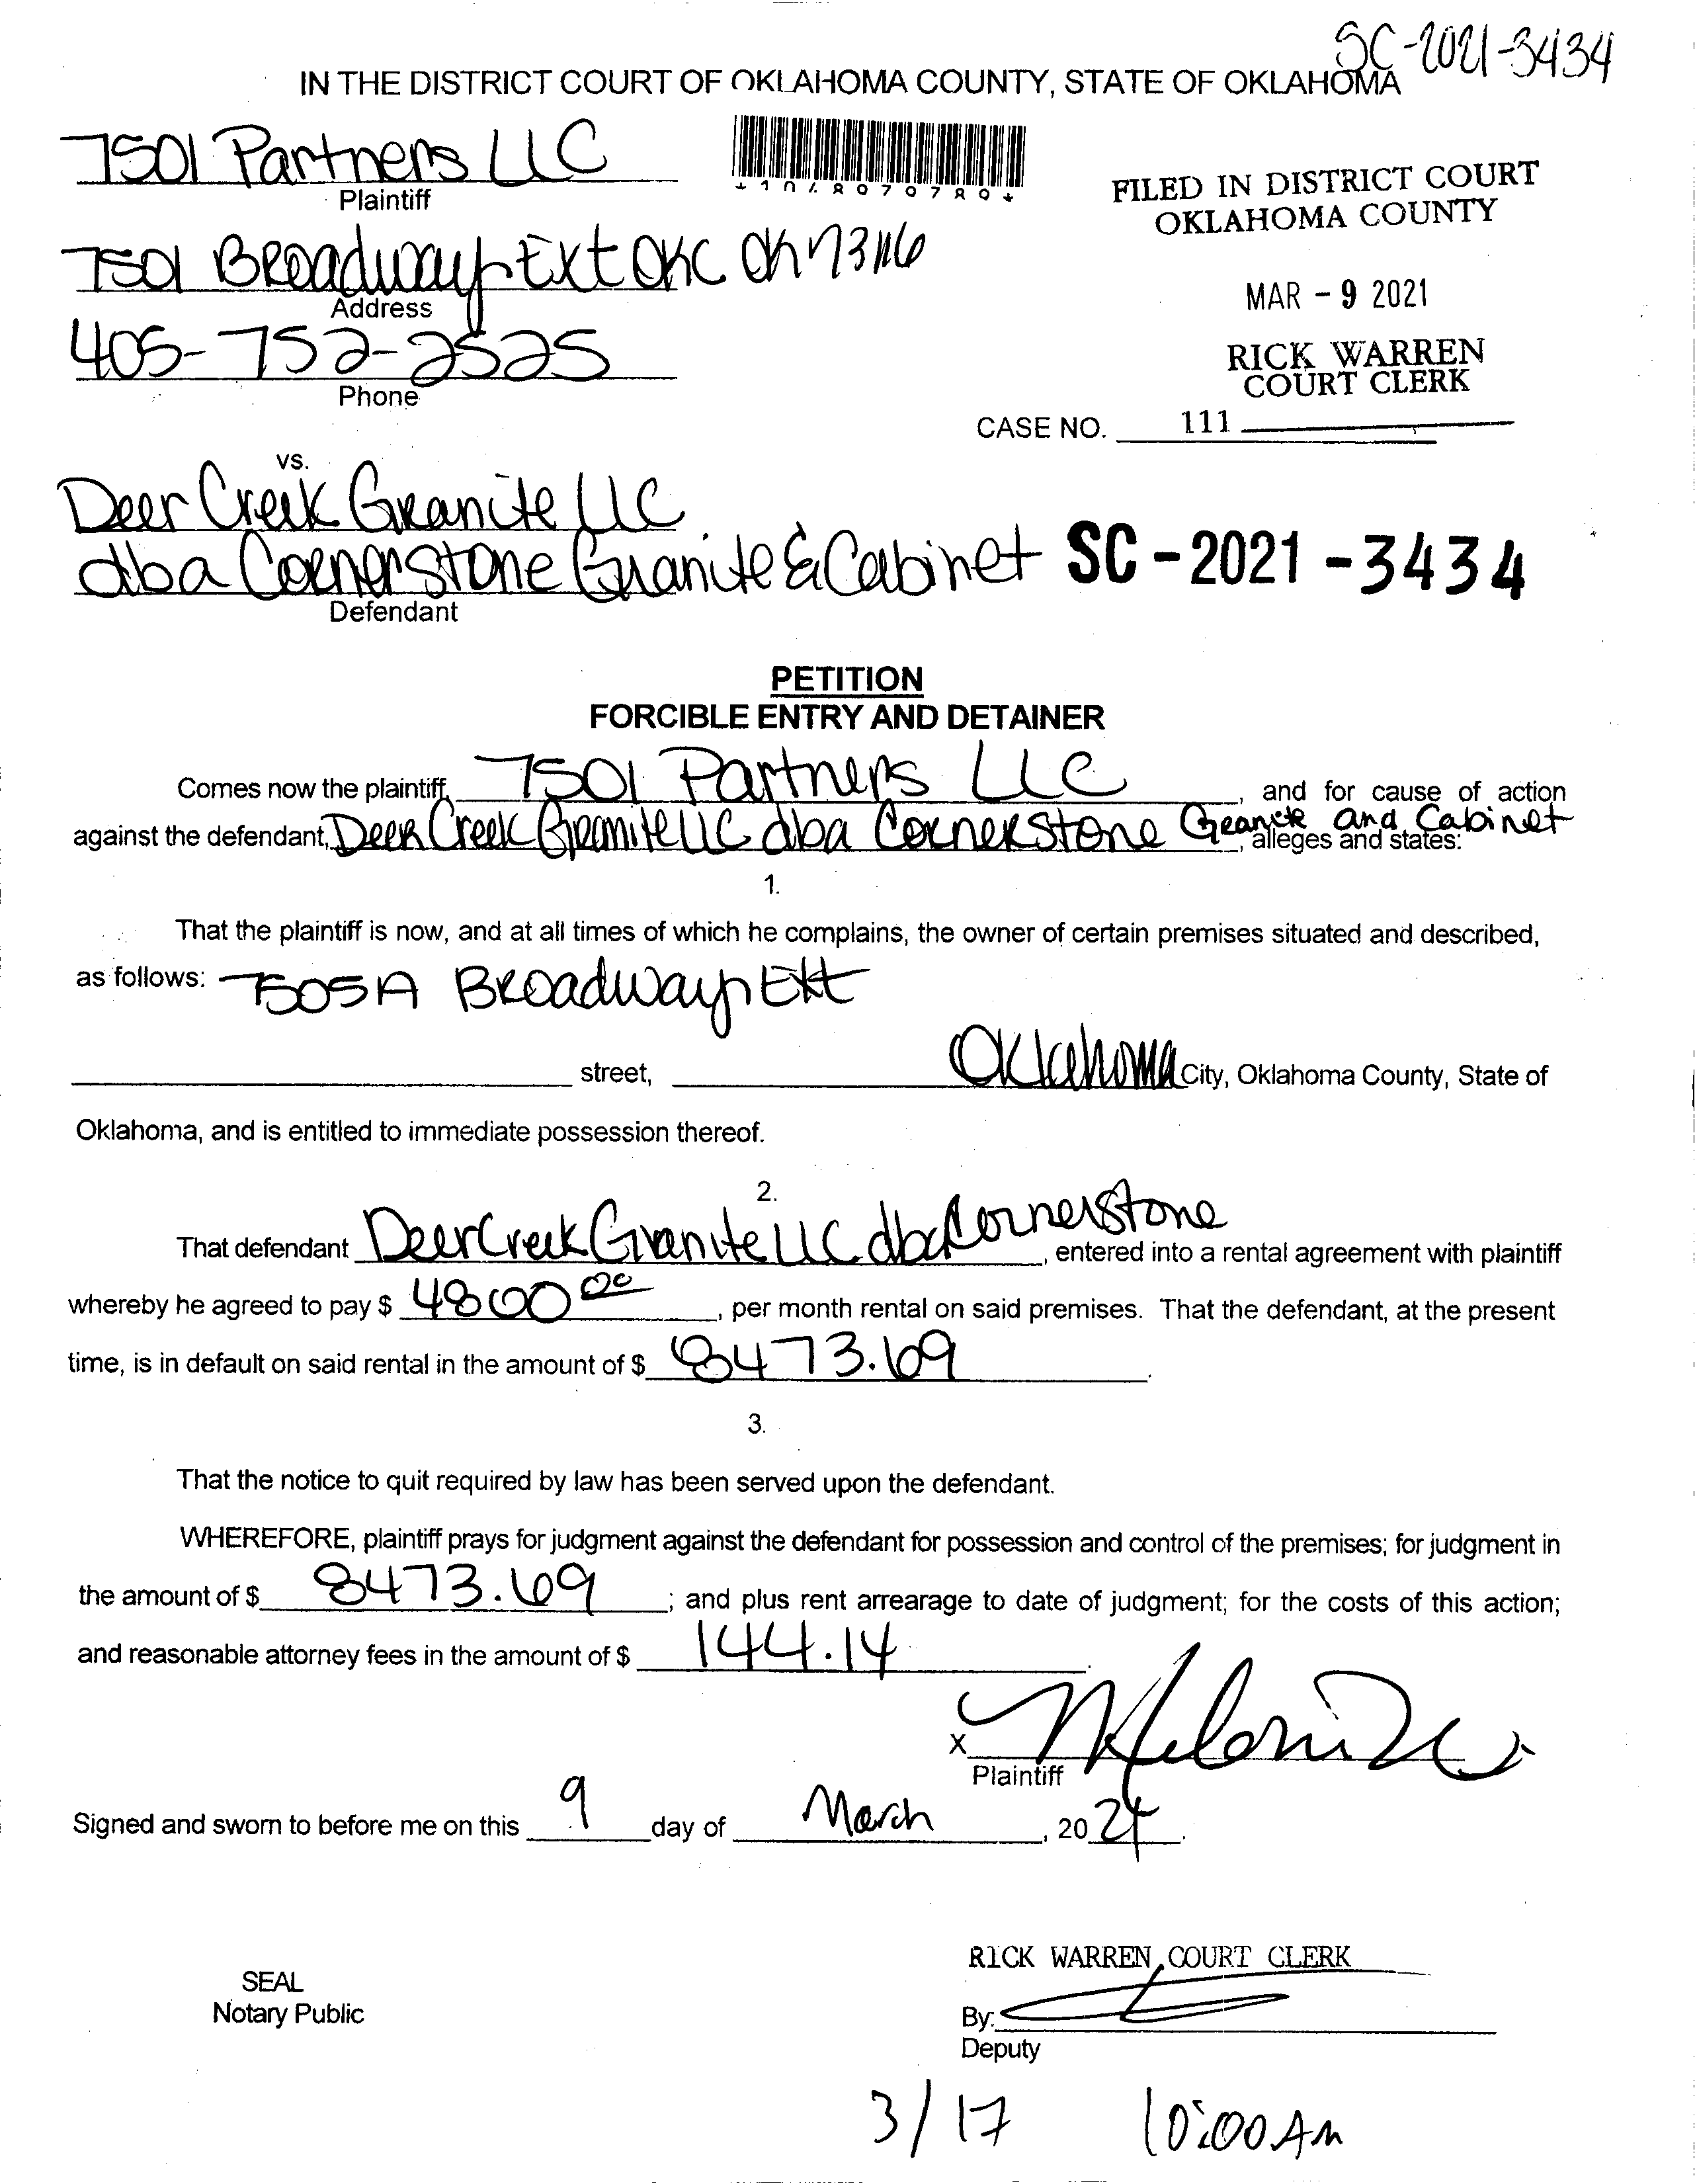 SC-2021-3434
IN THE DISTRICT COURT OF OKLAHOMA COUNTY, STATE OF OKLAHOMA
7501 Partners LLC
Plaintiff
FILED IN DISTRICT COURT
OKLAHOMA COUNTY
7501 Broadway Ext OKC OK 73116
Address
MAR - 9 2021
405-752-2525
Phone
RICK WARREN
COURT CLERK
CASE NO. 111
vs.
Deer Creek Granite LLC
dba Cornerstone Granite & Cabinet
SC - 2021 - 3434
Defendant
PETITION
FORCIBLE ENTRY AND DETAINER
Comes now the plaintiff, 7501 Partners LLC, and for cause of action
against the defendant, Deer Creek Granite LLC dba Cornerstone Granite and Cabinet, alleges and states:
1.
That the plaintiff is now, and at all times of which he complains, the owner of certain premises situated and described,
as follows: 7505A Broadway Ext
street, Oklahoma City, Oklahoma County, State of
Oklahoma, and is entitled to immediate possession thereof.
2.
That defendant Deer Creek Granite LLC dba Cornerstone, entered into a rental agreement with plaintiff
whereby he agreed to pay $ 4800 00, per month rental on said premises. That the defendant, at the present
time, is in default on said rental in the amount of $ 8473.69.
3.
That the notice to quit required by law has been served upon the defendant.
WHEREFORE, plaintiff prays for judgment against the defendant for possession and control of the premises; for judgment in
the amount of $ 8473.69; and plus rent arrearage to date of judgment; for the costs of this action;
and reasonable attorney fees in the amount of $ 144.14.
X
Plaintiff
Signed and sworn to before me on this 9 day of March, 2021.
RICK WARREN, COURT CLERK
SEAL
Notary Public
By:
Deputy
3/17 10:00 AM